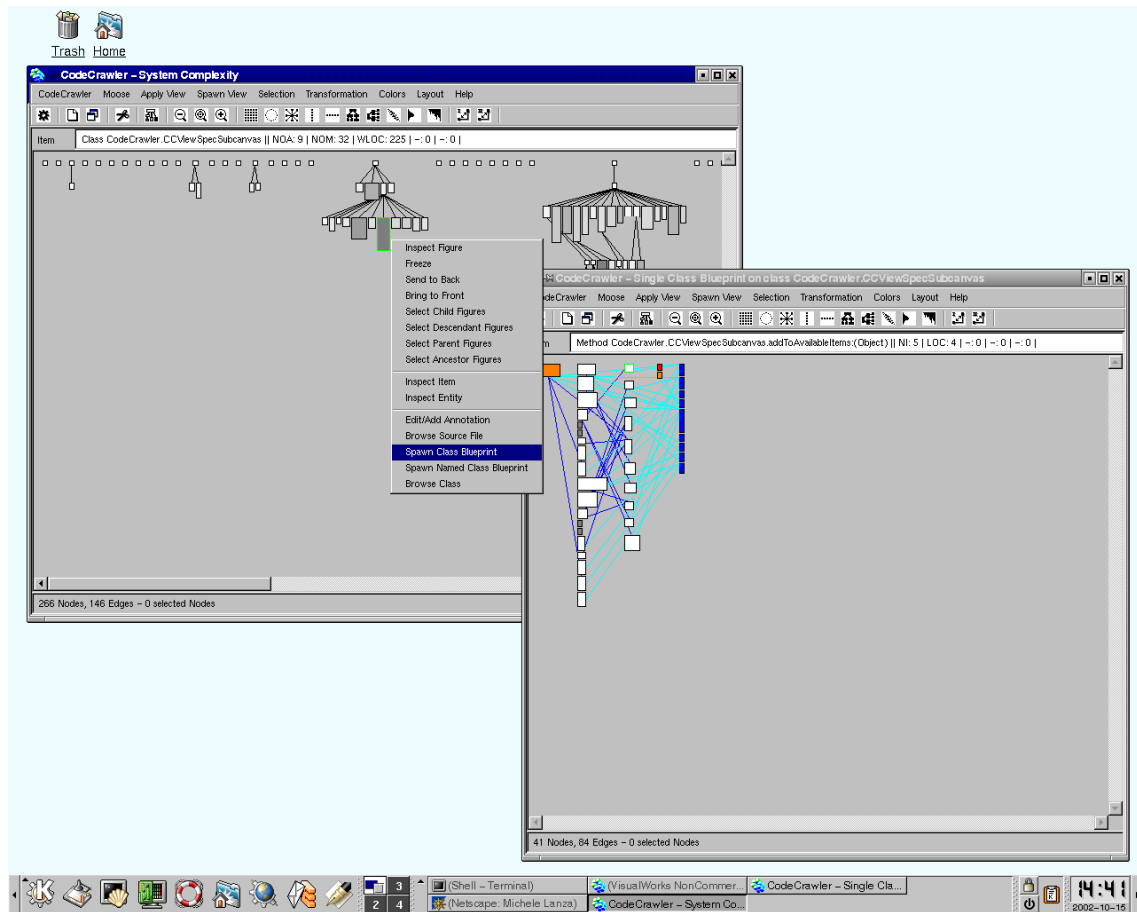 Trash Home
CodeCrawler – System Complexity
CodeCrawler Moose Apply View Spawn View Selection Transformation Colors Layout Help
Item Class CodeCrawler.CCViewSpecSubcanvas || NOA: 9 | NOM: 32 | WLOC: 225 | –: 0 | –: 0 |
Inspect Figure
Freeze
Send to Back
Bring to Front
Select Child Figures
Select Descendant Figures
Select Parent Figures
Select Ancestor Figures
Inspect Item
Inspect Entity
Edit/Add Annotation
Browse Source File
Spawn Class Blueprint
Spawn Named Class Blueprint
Browse Class
266 Nodes, 146 Edges – 0 selected Nodes
CodeCrawler – Single Class Blueprint on class CodeCrawler.CCViewSpecSubcanvas
deCrawler Moose Apply View Spawn View Selection Transformation Colors Layout Help
m Method CodeCrawler.CCViewSpecSubcanvas.addToAvailableItems:(Object) || NI: 5 | LOC: 4 | –: 0 | –: 0 | –: 0 |
41 Nodes, 84 Edges – 0 selected Nodes
3
2 4
(Shell – Terminal) (VisualWorks NonCommer... CodeCrawler – Single Cla...
(Netscape: Michele Lanza) CodeCrawler – System Co...
14:41
2002–10–15